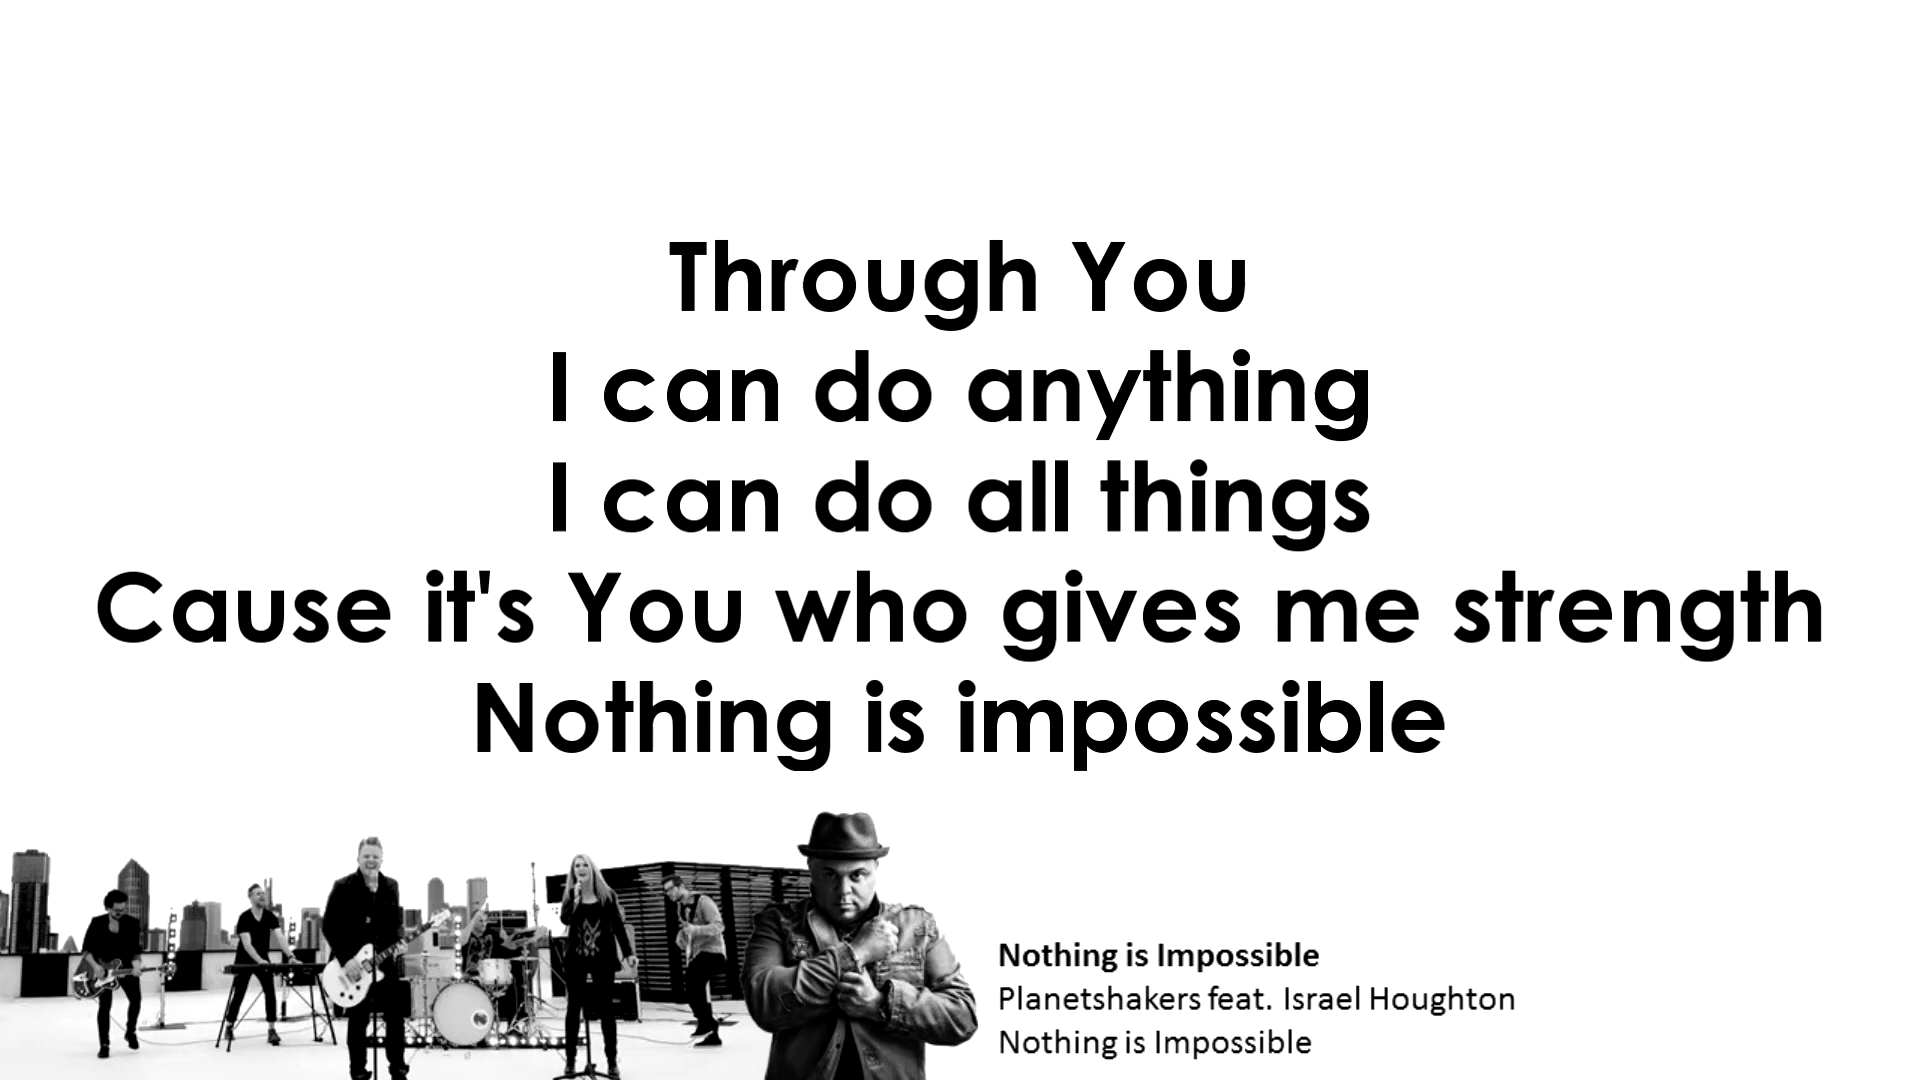 Through You
I can do anything
I can do all things
Cause it's You who gives me strength
Nothing is impossible
Nothing is Impossible
Planetshakers feat. Israel Houghton
Nothing is Impossible